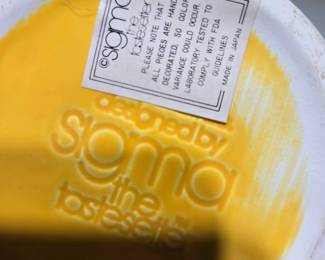 © sigma
the
tastesetter
PLEASE NOTE THAT
ALL PIECES ARE HAND
DECORATED, SO COLOR
VARIANCE COULD OCCUR.
LABORATORY TESTED TO
COMPLY WITH FDA
GUIDELINES
MADE IN JAPAN
designed by
sigma
the
tastesetter